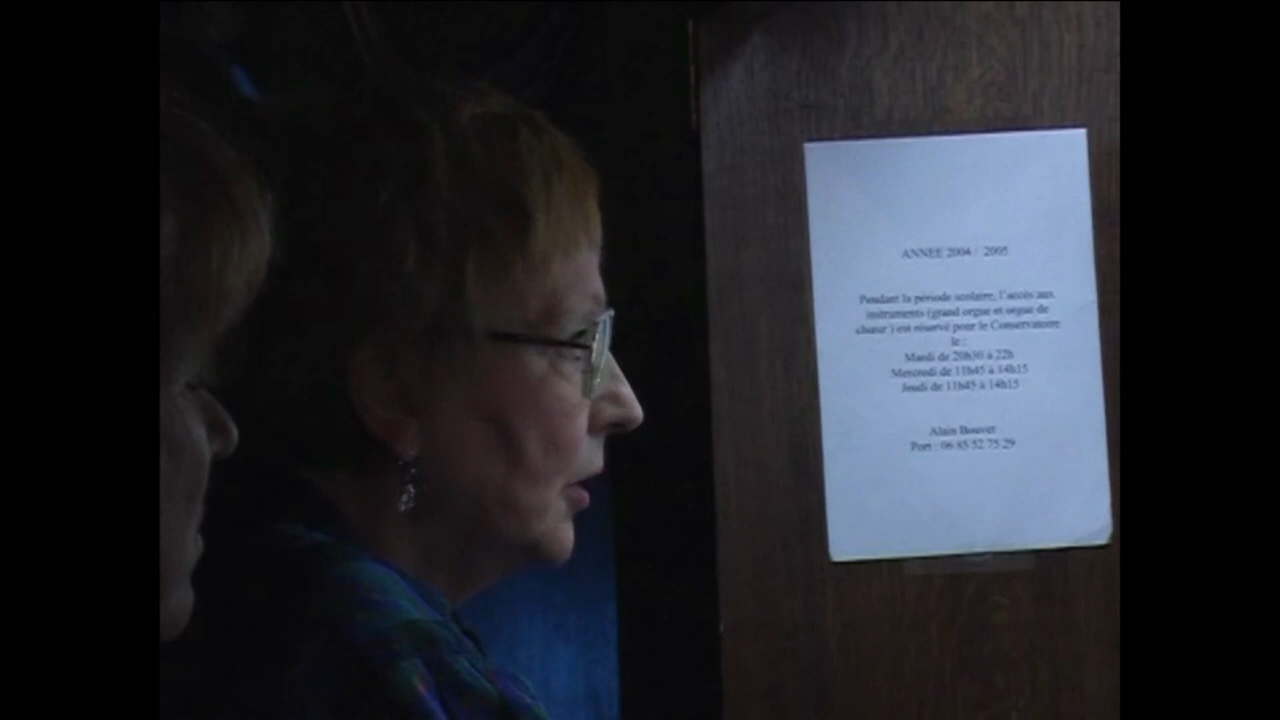 ANNEE 2004 / 2005
Pendant la période scolaire, l'accès aux
instruments (grand orgue et orgue de
chœur ) est réservé pour le Conservatoire
le :
Mardi de 20h30 à 22h
Mercredi de 11h45 à 14h15
Jeudi de 11h45 à 14h15
Alain Bouvet
Port : 06 85 52 75 29